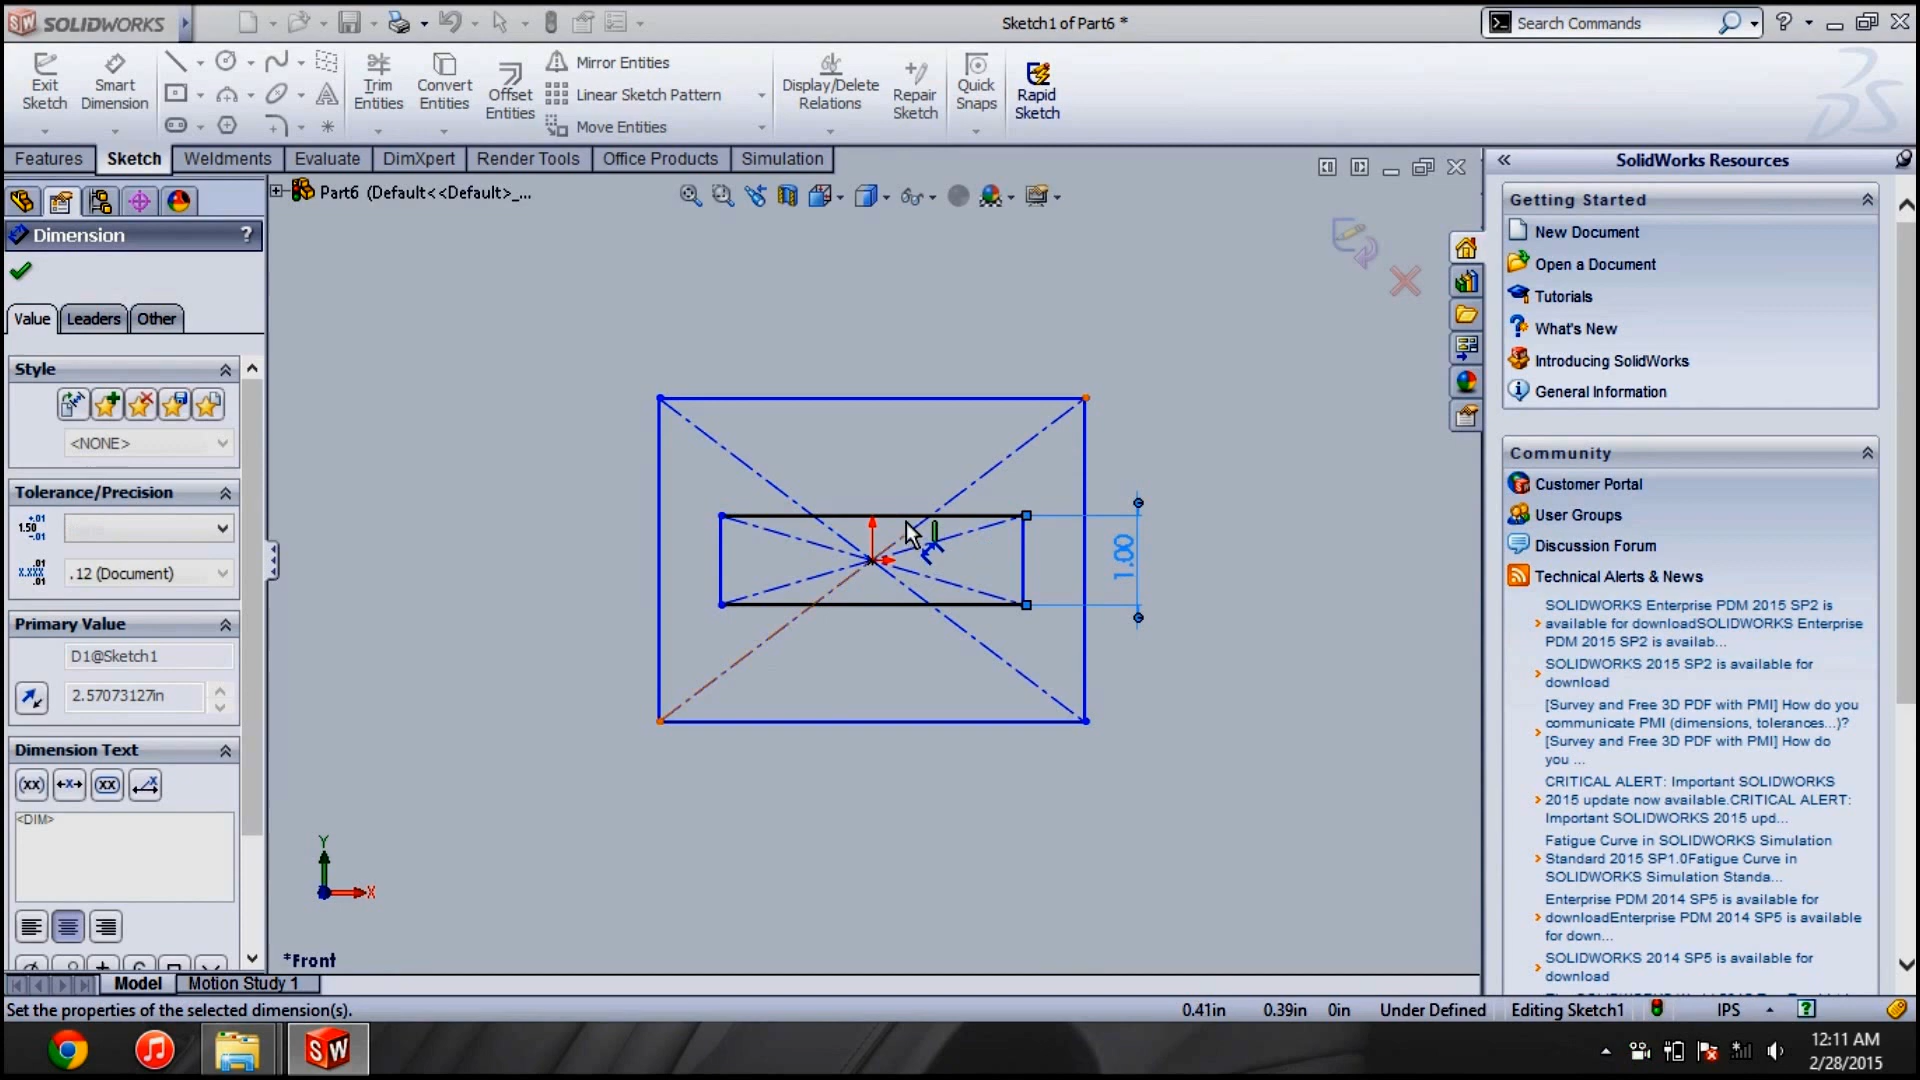 SOLIDWORKS
Sketch1 of Part6 *
Search Commands
Exit Sketch
Smart Dimension
Trim Entities
Convert Entities
Offset Entities
Mirror Entities
Linear Sketch Pattern
Move Entities
Display/Delete Relations
Repair Sketch
Quick Snaps
Rapid Sketch
Features
Sketch
Weldments
Evaluate
DimXpert
Render Tools
Office Products
Simulation
Part6 (Default<<Default>_...
Dimension
?
Value
Leaders
Other
Style
<NONE>
Tolerance/Precision
.12 (Document)
Primary Value
D1@Sketch1
2.57073127in
Dimension Text
(xx)
<DIM>
1.00
Y
X
*Front
Model
Motion Study 1
SolidWorks Resources
Getting Started
New Document
Open a Document
Tutorials
What's New
Introducing SolidWorks
General Information
Community
Customer Portal
User Groups
Discussion Forum
Technical Alerts & News
SOLIDWORKS Enterprise PDM 2015 SP2 is
available for downloadSOLIDWORKS Enterprise
PDM 2015 SP2 is availab...
SOLIDWORKS 2015 SP2 is available for
download
[Survey and Free 3D PDF with PMI] How do you
communicate PMI (dimensions, tolerances...)?
[Survey and Free 3D PDF with PMI] How do
you ...
CRITICAL ALERT: Important SOLIDWORKS
2015 update now available.CRITICAL ALERT:
Important SOLIDWORKS 2015 upd...
Fatigue Curve in SOLIDWORKS Simulation
Standard 2015 SP1.0Fatigue Curve in
SOLIDWORKS Simulation Standa...
Enterprise PDM 2014 SP5 is available for
downloadEnterprise PDM 2014 SP5 is available
for down...
SOLIDWORKS 2014 SP5 is available for
download
Set the properties of the selected dimension(s).
0.41in
0.39in
0in
Under Defined
Editing Sketch1
IPS
12:11 AM
2/28/2015